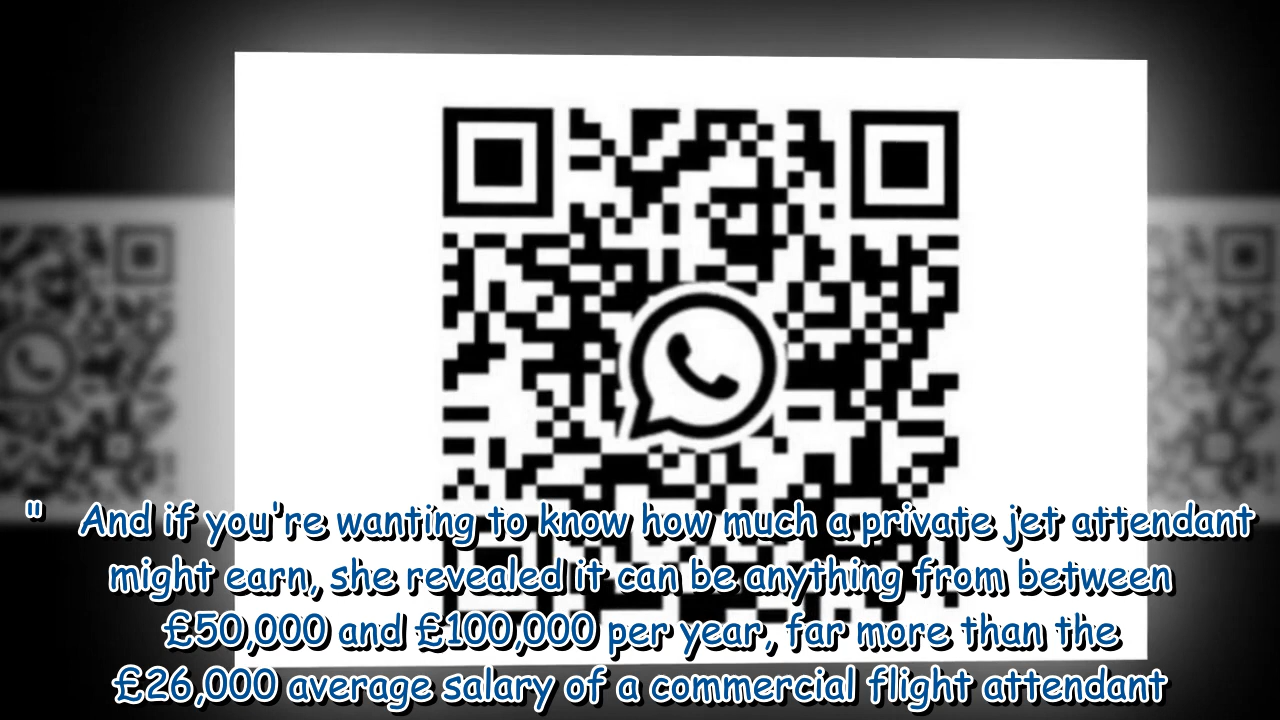 " And if you're wanting to know how much a private jet attendant
might earn, she revealed it can be anything from between
£50,000 and £100,000 per year, far more than the
£26,000 average salary of a commercial flight attendant